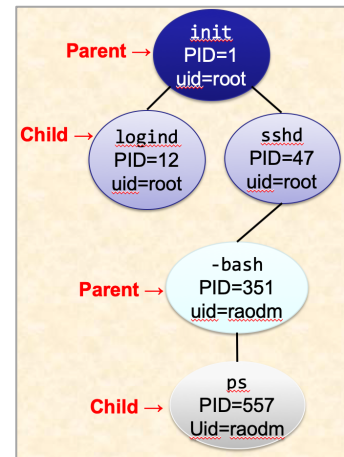 init
Parent → PID=1
uid=root
Child → logind sshd
PID=12 PID=47
uid=root uid=root
-bash
Parent → PID=351
uid=raodm
ps
Child → PID=557
Uid=raodm